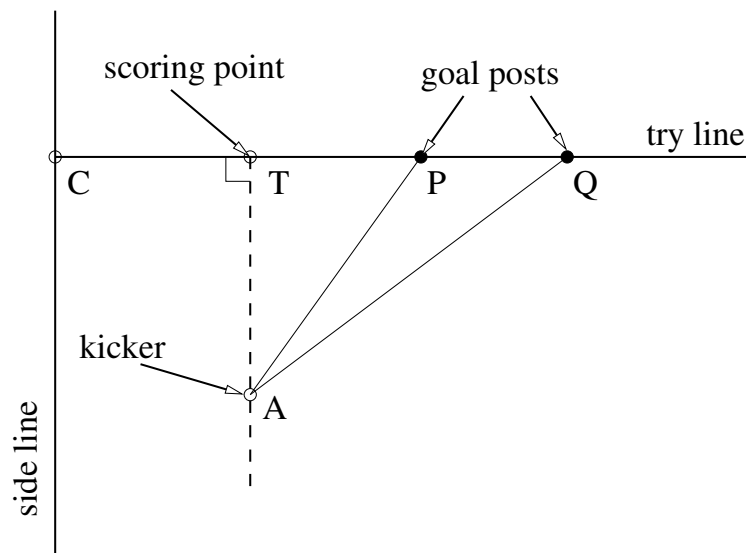 scoring point
goal posts
try line
C
T
P
Q
kicker
A
side line